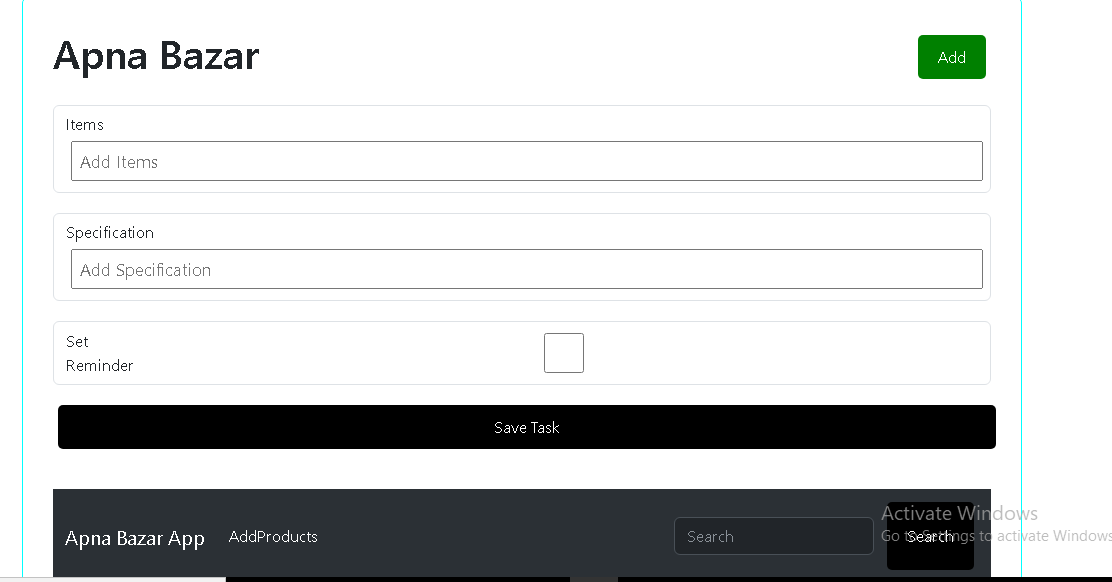 Apna Bazar
Add
Items
Add Items
Specification
Add Specification
Set
Reminder
Save Task
Apna Bazar App
AddProducts
Search
Search
Activate Windows
Go to Settings to activate Windows